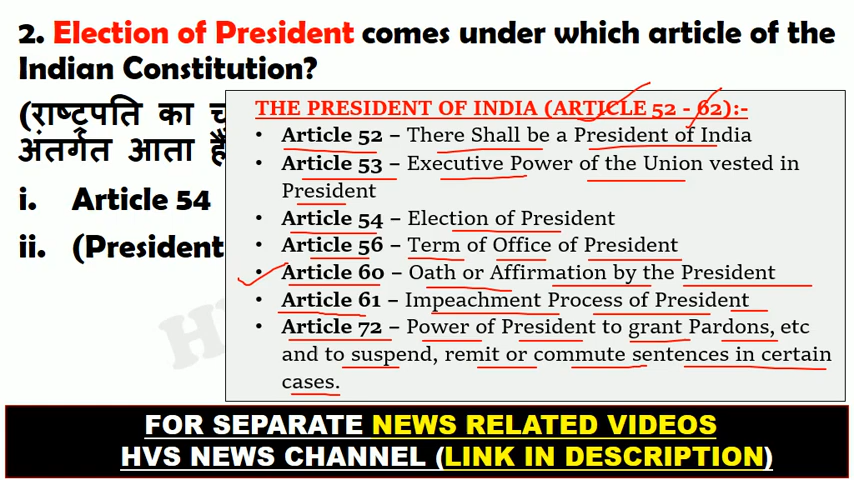 2. Election of President comes under which article of the
Indian Constitution?
(राष्ट्रपति का
अंतर्गत आता है
i. Article 54
ii. (President
THE PRESIDENT OF INDIA (ARTICLE 52 - 62):-
• Article 52 – There Shall be a President of India
• Article 53 – Executive Power of the Union vested in
President
• Article 54 – Election of President
• Article 56 – Term of Office of President
• Article 60 – Oath or Affirmation by the President
• Article 61 – Impeachment Process of President
• Article 72 – Power of President to grant Pardons, etc
and to suspend, remit or commute sentences in certain
cases.
FOR SEPARATE NEWS RELATED VIDEOS
HVS NEWS CHANNEL (LINK IN DESCRIPTION)